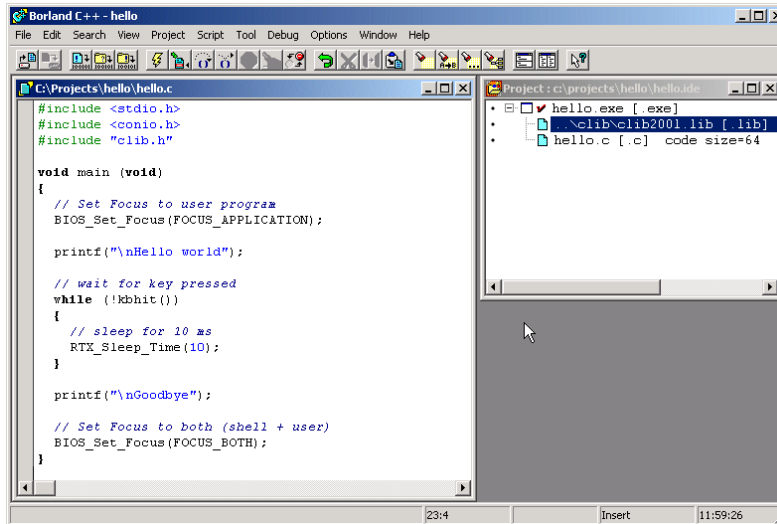 Borland C++ - hello
File Edit Search View Project Script Tool Debug Options Window Help
C:\Projects\hello\hello.c
#include <stdio.h>
#include <conio.h>
#include "clib.h"
void main (void)
{
// Set Focus to user program
BIOS_Set_Focus(FOCUS_APPLICATION);
printf("\nHello world");
// wait for key pressed
while (!kbhit())
{
// sleep for 10 ms
RTX_Sleep_Time(10);
}
printf("\nGoodbye");
// Set Focus to both (shell + user)
BIOS_Set_Focus(FOCUS_BOTH);
}
Project : c:\projects\hello\hello.ide
hello.exe [.exe]
..\clib\clib2001.lib [.lib]
hello.c [.c] code size=64
23:4 Insert 11:59:26